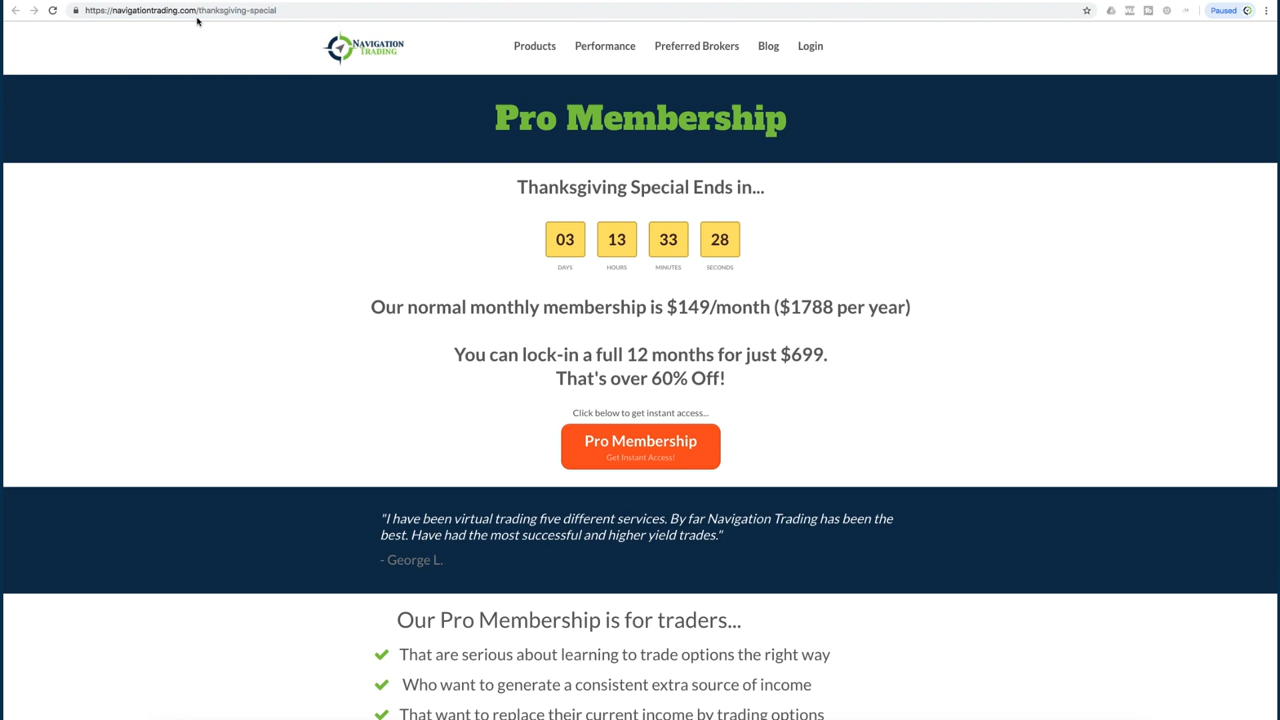 https://navigationtrading.com/thanksgiving-special
Paused
NAVIGATION
TRADING
Products Performance Preferred Brokers Blog Login
Pro Membership
Thanksgiving Special Ends in...
03 13 33 28
DAYS HOURS MINUTES SECONDS
Our normal monthly membership is $149/month ($1788 per year)
You can lock-in a full 12 months for just $699.
That's over 60% Off!
Click below to get instant access...
Pro Membership
Get Instant Access!
"I have been virtual trading five different services. By far Navigation Trading has been the
best. Have had the most successful and higher yield trades."
- George L.
Our Pro Membership is for traders...
That are serious about learning to trade options the right way
Who want to generate a consistent extra source of income
That want to replace their current income by trading options